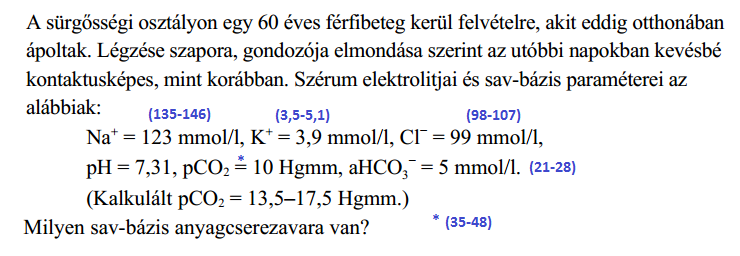 A sürgősségi osztályon egy 60 éves férfibeteg kerül felvételre, akit eddig otthonában
ápoltak. Légzése szapora, gondozója elmondása szerint az utóbbi napokban kevésbé
kontaktusképes, mint korábban. Szérum elektrolitjai és sav-bázis paraméterei az
alábbiak:
(135-146) (3,5-5,1) (98-107)
Na⁺ = 123 mmol/l, K⁺ = 3,9 mmol/l, Cl⁻ = 99 mmol/l,
pH = 7,31, pCO₂ * = 10 Hgmm, aHCO₃⁻ = 5 mmol/l. (21-28)
(Kalkulált pCO₂ = 13,5–17,5 Hgmm.)
Milyen sav-bázis anyagcserezavara van? * (35-48)